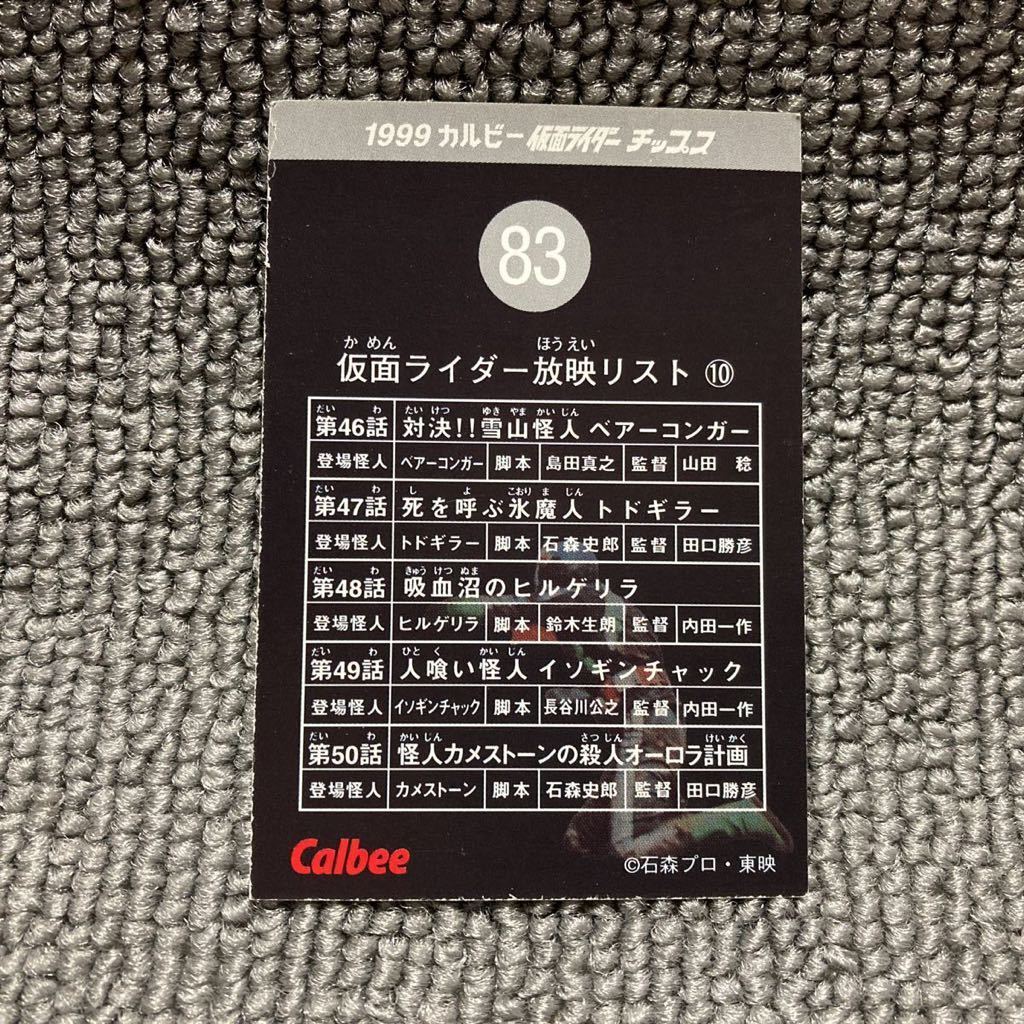 1999 カルビー 仮面ライダー チップス
83
かめん ほうえい
仮面ライダー放映リスト ⑩
だい わ たい けつ ゆき やま かい じん
第46話 対決!!雪山怪人 ベアーコンガー
登場怪人 ベアーコンガー 脚本 島田真之 監督 山田 稔
だい わ し よ こおり ま じん
第47話 死を呼ぶ氷魔人 トドギラー
登場怪人 トドギラー 脚本 石森史郎 監督 田口勝彦
だい わ きゅう けつ ぬま
第48話 吸血沼のヒルゲリラ
登場怪人 ヒルゲリラ 脚本 鈴木生朗 監督 内田一作
だい わ ひと く かい じん
第49話 人喰い怪人 イソギンチャック
登場怪人 イソギンチャック 脚本 長谷川公之 監督 内田一作
だい わ かい じん さつ じん けい かく
第50話 怪人カメストーンの殺人オーロラ計画
登場怪人 カメストーン 脚本 石森史郎 監督 田口勝彦
Calbee
©石森プロ・東映